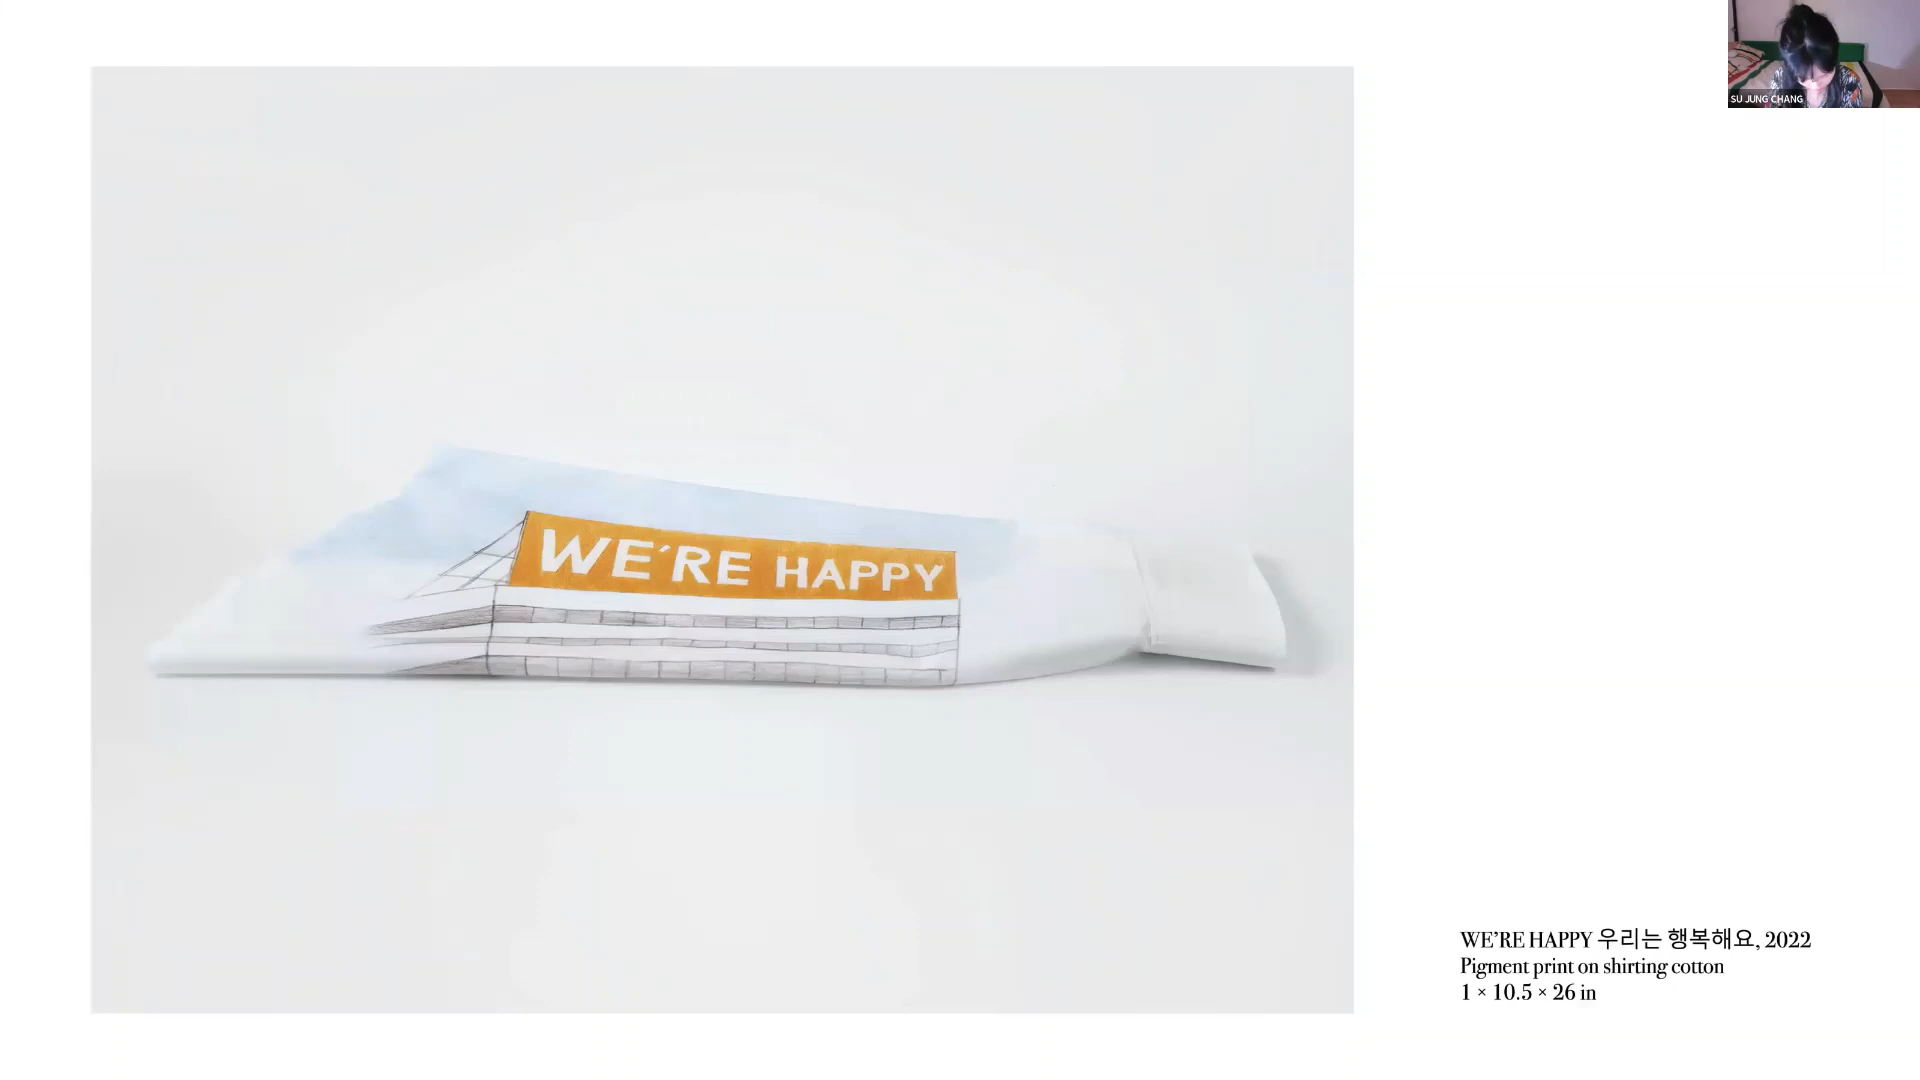 SU JUNG CHANG
WE'RE HAPPY
WE’RE HAPPY 우리는 행복해요, 2022
Pigment print on shirting cotton
1 × 10.5 × 26 in